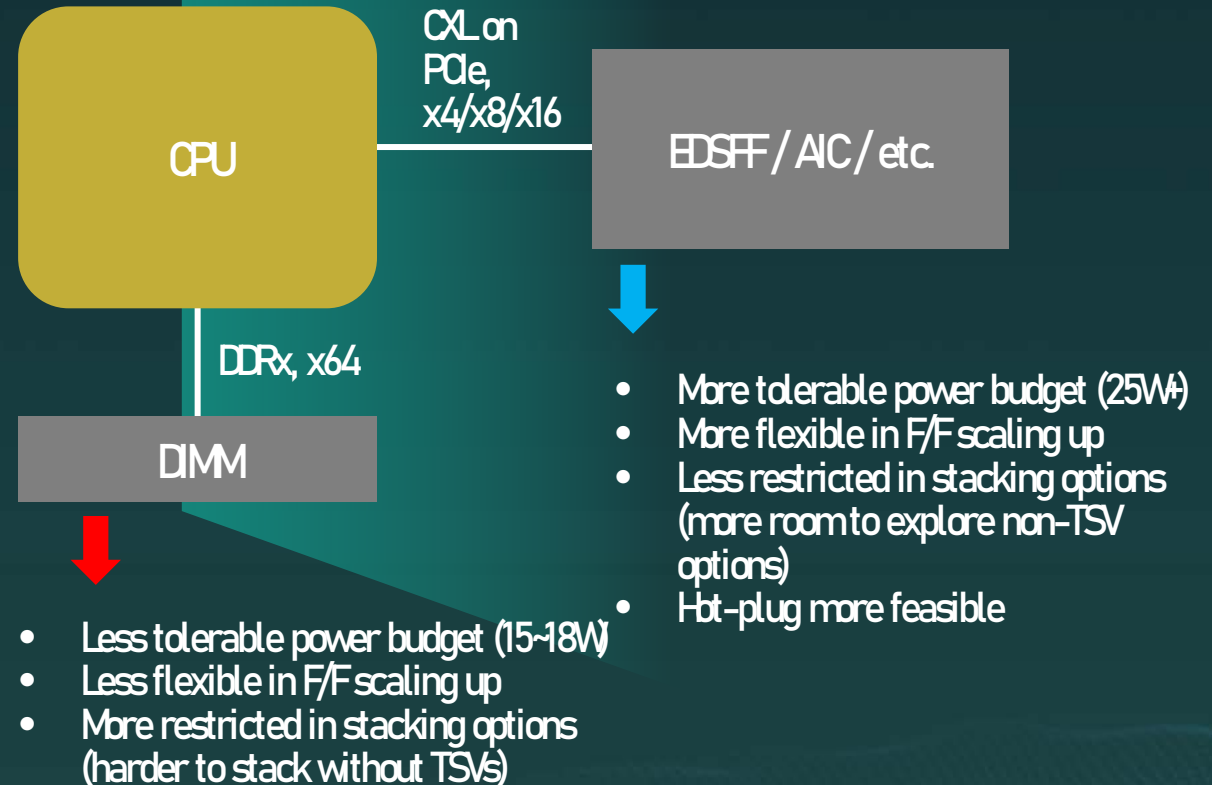 CPU
CXL on
PCIe,
x4/x8/x16
EDSFF / AIC / etc.
DDRx, x64
DIMM
• More tolerable power budget (25W+)
• More flexible in F/F scaling up
• Less restricted in stacking options
(more room to explore non-TSV
options)
• Hot-plug more feasible
• Less tolerable power budget (15~18W)
• Less flexible in F/F scaling up
• More restricted in stacking options
(harder to stack without TSVs)